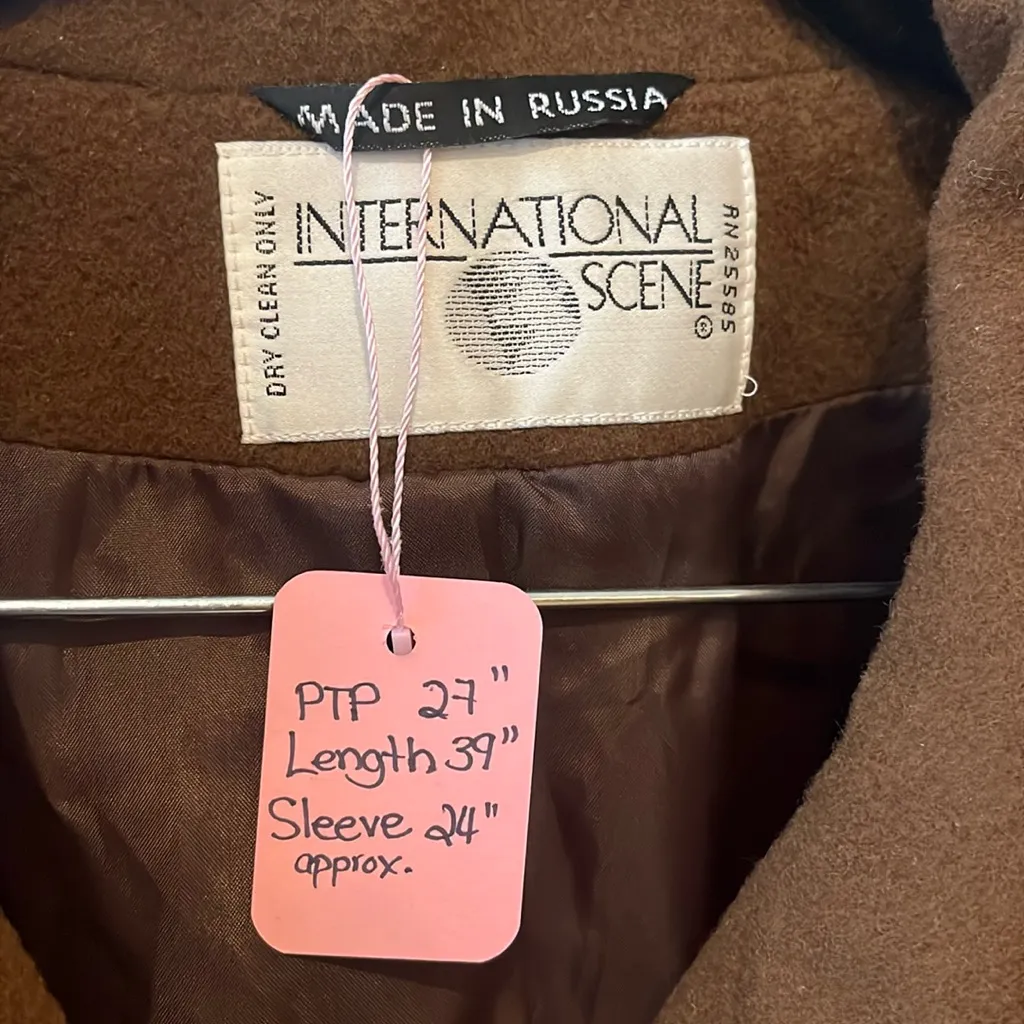 MADE IN RUSSIA
DRY CLEAN ONLY
INTERNATIONAL
SCENE
®
RN 25585
PTP 27"
Length 39"
Sleeve 24"
approx.